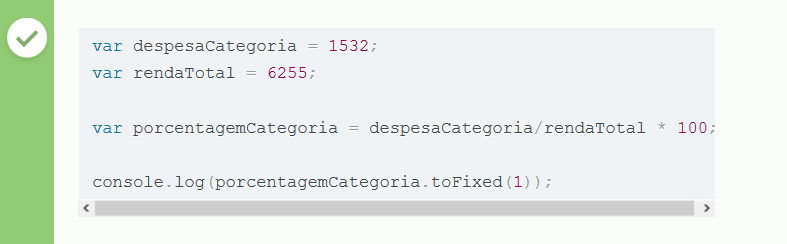 var despesaCategoria = 1532;
var rendaTotal = 6255;
var porcentagemCategoria = despesaCategoria/rendaTotal * 100;
console.log(porcentagemCategoria.toFixed(1));